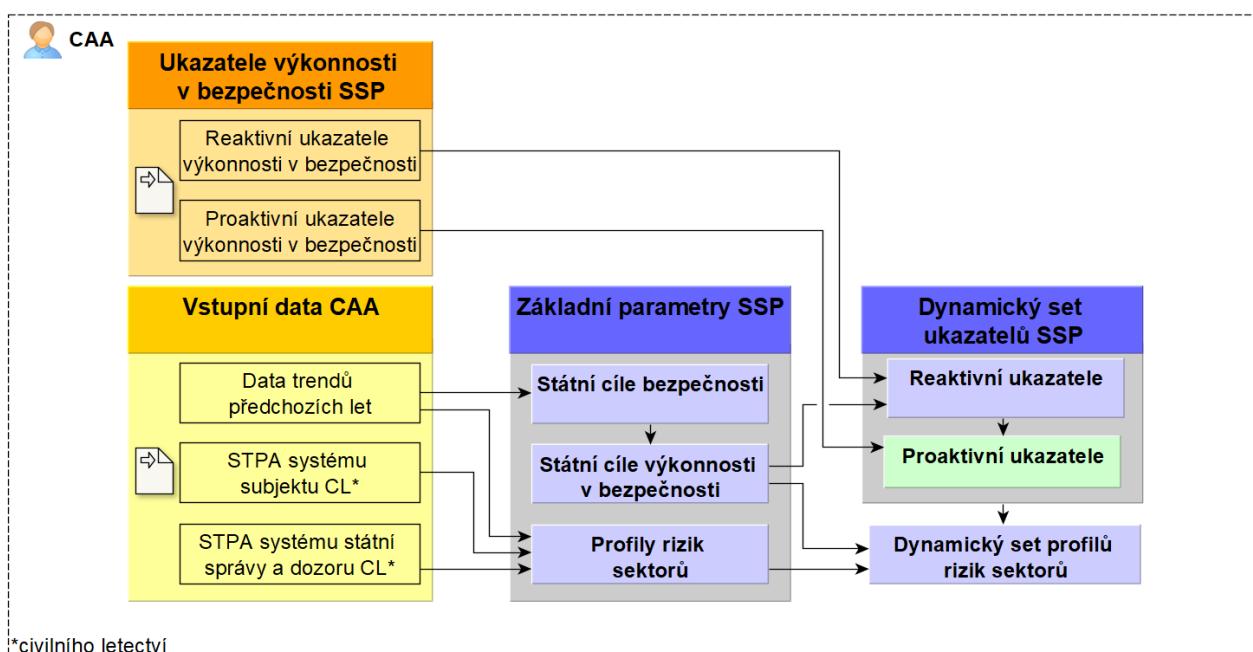 CAA
Ukazatele výkonnosti
v bezpečnosti SSP
Reaktivní ukazatele
výkonnosti v bezpečnosti
Proaktivní ukazatele
výkonnosti v bezpečnosti
Vstupní data CAA
Data trendů
předchozích let
STPA systému
subjektu CL*
STPA systému státní
správy a dozoru CL*
Základní parametry SSP
Státní cíle bezpečnosti
Státní cíle výkonnosti
v bezpečnosti
Profily rizik
sektorů
Dynamický set
ukazatelů SSP
Reaktivní ukazatele
Proaktivní ukazatele
Dynamický set profilů
rizik sektorů
*civilního letectví